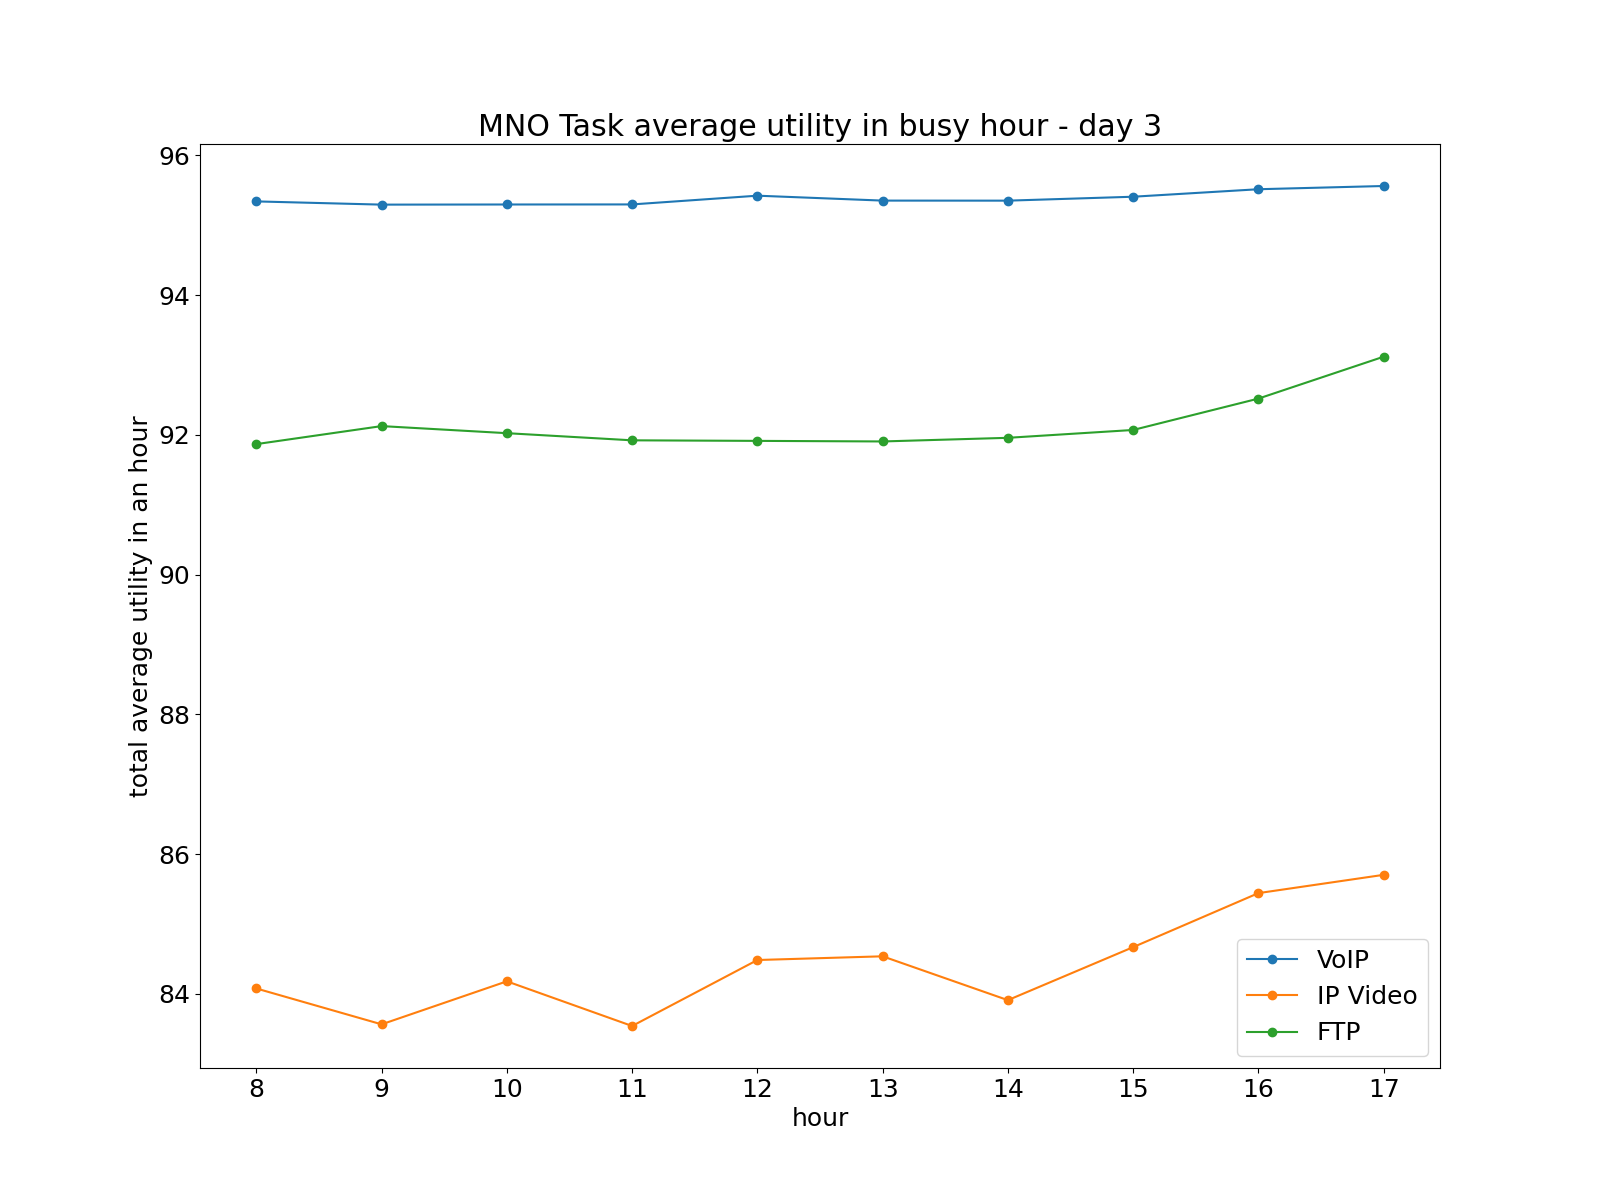 MNO Task average utility in busy hour - day 3
total average utility in an hour
96
94
92
90
88
86
84
VoIP
IP Video
FTP
8 9 10 11 12 13 14 15 16 17
hour